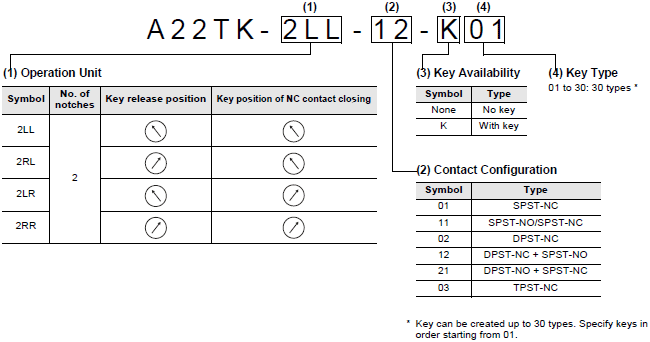 (1) (2) (3) (4)
A22TK-2LL-12-K01
(1) Operation Unit
Symbol No. of notches Key release position Key position of NC contact closing
2LL
2RL
2
2LR
2RR
(3) Key Availability
Symbol Type
None No key
K With key
(4) Key Type
01 to 30: 30 types *
(2) Contact Configuration
Symbol Type
01 SPST-NC
11 SPST-NO/SPST-NC
02 DPST-NC
12 DPST-NC + SPST-NO
21 DPST-NO + SPST-NC
03 TPST-NC
* Key can be created up to 30 types. Specify keys in
order starting from 01.